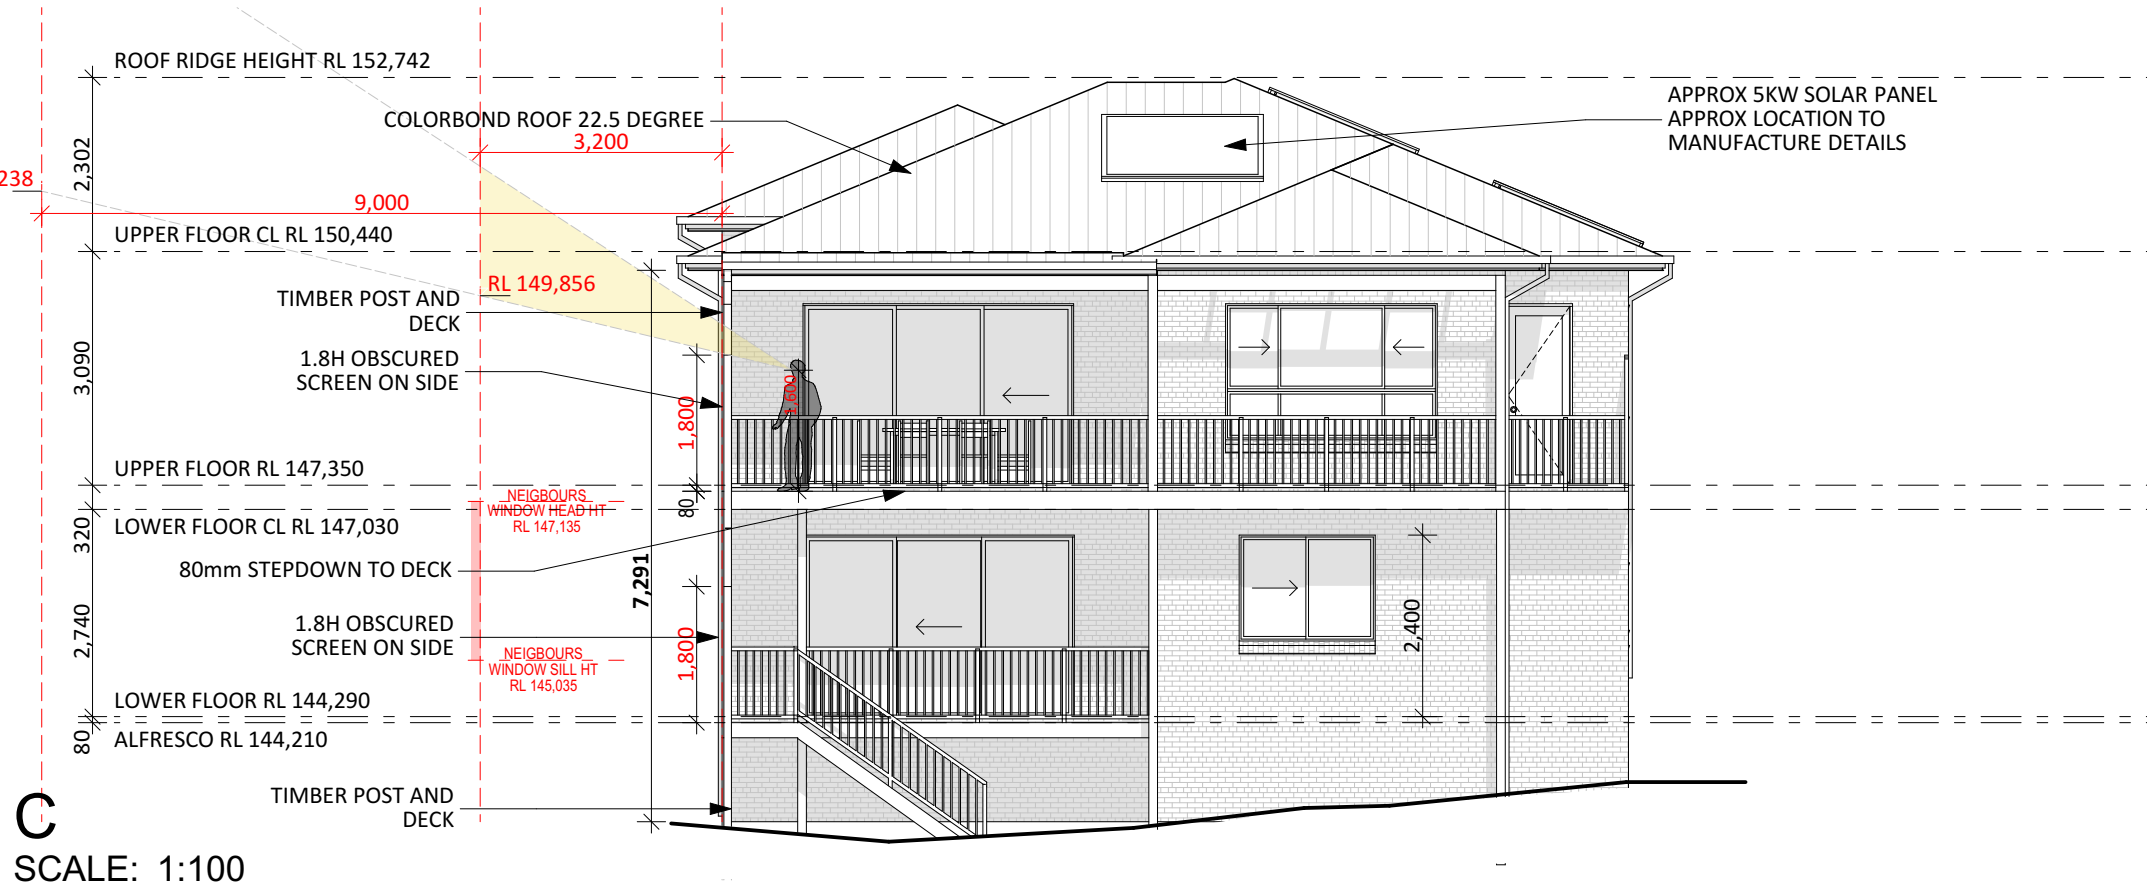 ROOF RIDGE HEIGHT RL 152,742
COLORBOND ROOF 22.5 DEGREE
3,200
APPROX 5KW SOLAR PANEL
APPROX LOCATION TO
MANUFACTURE DETAILS
2,302
238
9,000
UPPER FLOOR CL RL 150,440
RL 149,856
TIMBER POST AND
DECK
1.8H OBSCURED
SCREEN ON SIDE
3,090
1,600
1,800
UPPER FLOOR RL 147,350
NEIGBOURS
WINDOW HEAD HT
RL 147,135
80
320
LOWER FLOOR CL RL 147,030
80mm STEPDOWN TO DECK
7,291
2,740
1.8H OBSCURED
SCREEN ON SIDE
1,800
2,400
NEIGBOURS
WINDOW SILL HT
RL 145,035
LOWER FLOOR RL 144,290
80
ALFRESCO RL 144,210
TIMBER POST AND
DECK
C
SCALE: 1:100